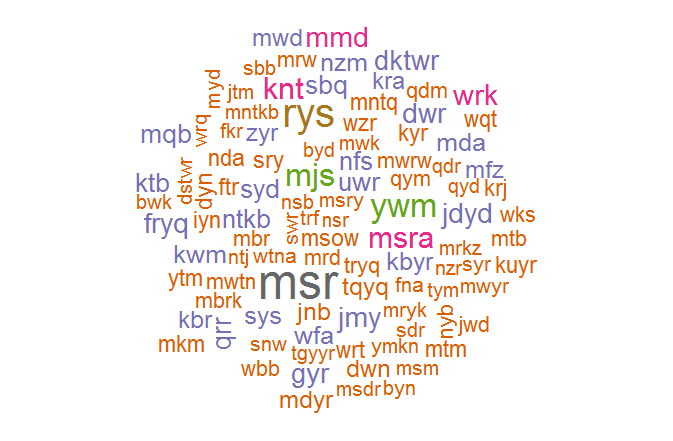 mwd mmd
sbb mrw nzm dktwr
myd jtm knt sbq kra qdm wrk
mntkb rys mntq dwr wqt
mqb wrq fkr zyr wzr kyr mda
nda sry byd mwk nfs mwrw qdr mfz
ktb dstwr dyn ftr syd mjs uwr qym qyd krj
bwk nsb msry ywm jdyd wks
fryq iyn ntkb swr trf nsr
mbr msow msra mrkz mtb
kwm ntj wtna mrd tryq kbyr nzr syr kuyr
ytm mwtn msr tqyq fna tym mwyr
mbrk jnb jmy mryk nyb
kbr qrr sys wfa sdr jwd
mkm snw tgyyr wrt ymkn mtm
wbb gyr dwn msm
mdyr msdr byn